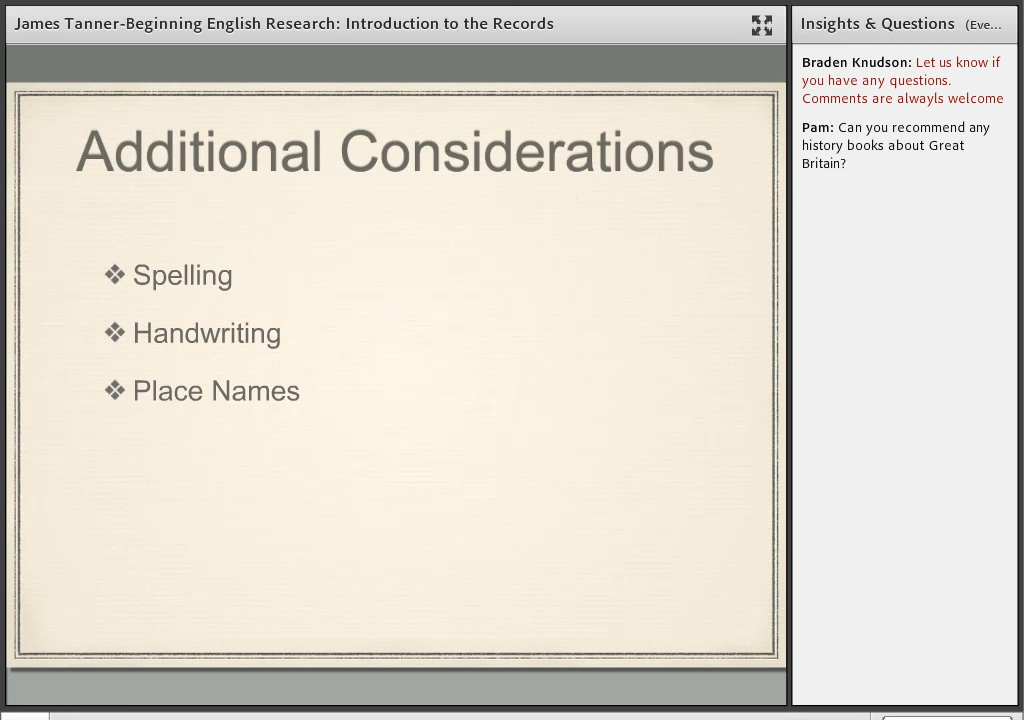 James Tanner-Beginning English Research: Introduction to the Records
Additional Considerations
❖ Spelling
❖ Handwriting
❖ Place Names
Insights & Questions (Eve...
Braden Knudson: Let us know if
you have any questions.
Comments are alwayls welcome
Pam: Can you recommend any
history books about Great
Britain?